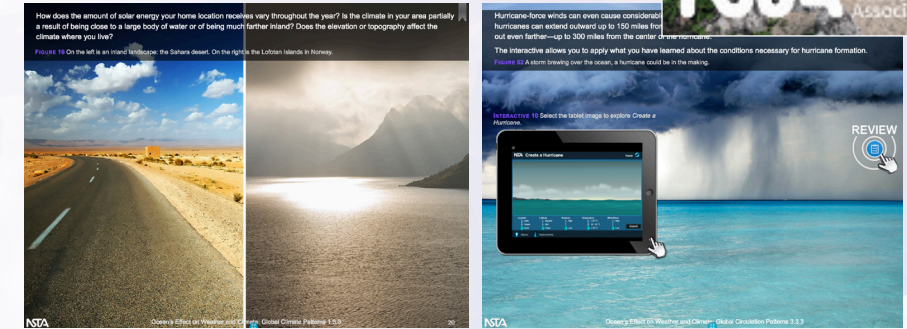 How does the amount of solar energy your home location receives vary throughout the year? Is the climate in your area partially
a result of being close to a large body of water or of being much farther inland? Does the elevation or topography affect the
climate where you live?
FIGURE 16 On the left is an inland landscape: the Sahara desert. On the right is the Lofoten Islands in Norway.
NSTA
Ocean's Effect on Weather and Climate: Global Climate Patterns 1.3.3
20
Associ
Hurricane-force winds can even cause considerabl
hurricanes can extend outward up to 150 miles fro
out even farther—up to 300 miles from the center of the hurricane.
The interactive allows you to apply what you have learned about the conditions necessary for hurricane formation.
FIGURE 52 A storm brewing over the ocean, a hurricane could be in the making.
INTERACTIVE 10 Select the tablet image to explore Create a
Hurricane.
NSTA Create a Hurricane
REVIEW
NSTA
Ocean's Effect on Weather and Climate: Global Circulation Patterns 3.3.3